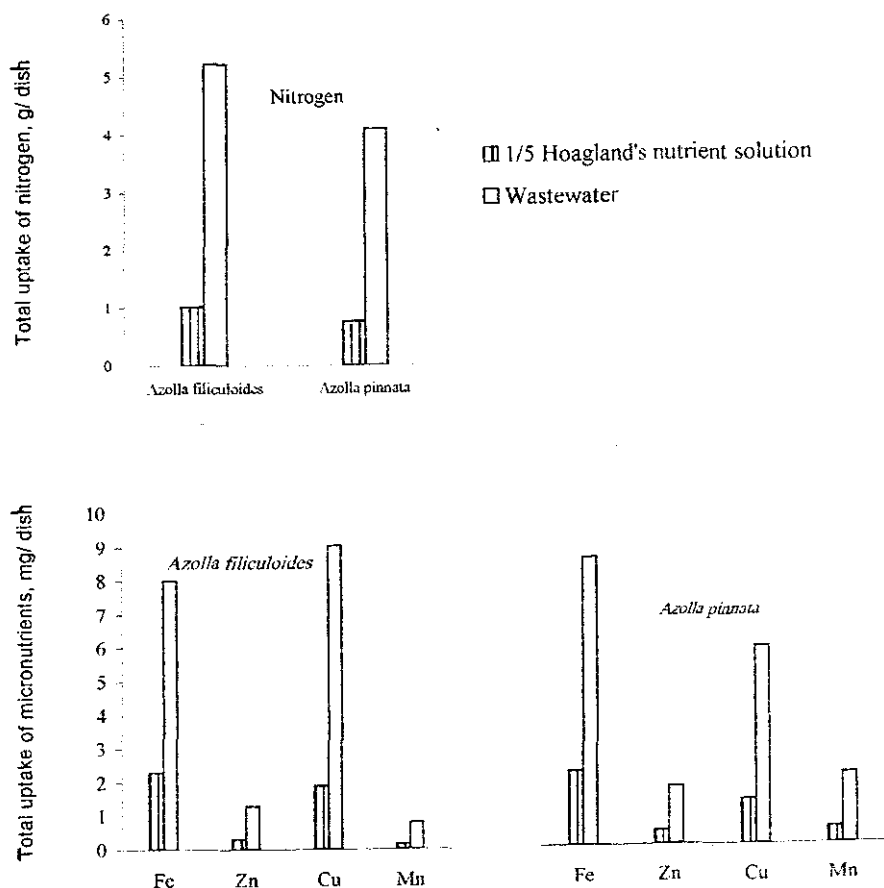 Total uptake of nitrogen, g/ dish
6
5
4
3
2
1
0
Nitrogen
Azolla filiculoides
Azolla pinnata
1/5 Hoagland's nutrient solution
Wastewater
Total uptake of micronutrients, mg/ dish
10
9
8
7
6
5
4
3
2
1
0
Azolla filiculoides
Fe Zn Cu Mn
Azolla pinnata
Fe Zn Cu Mn